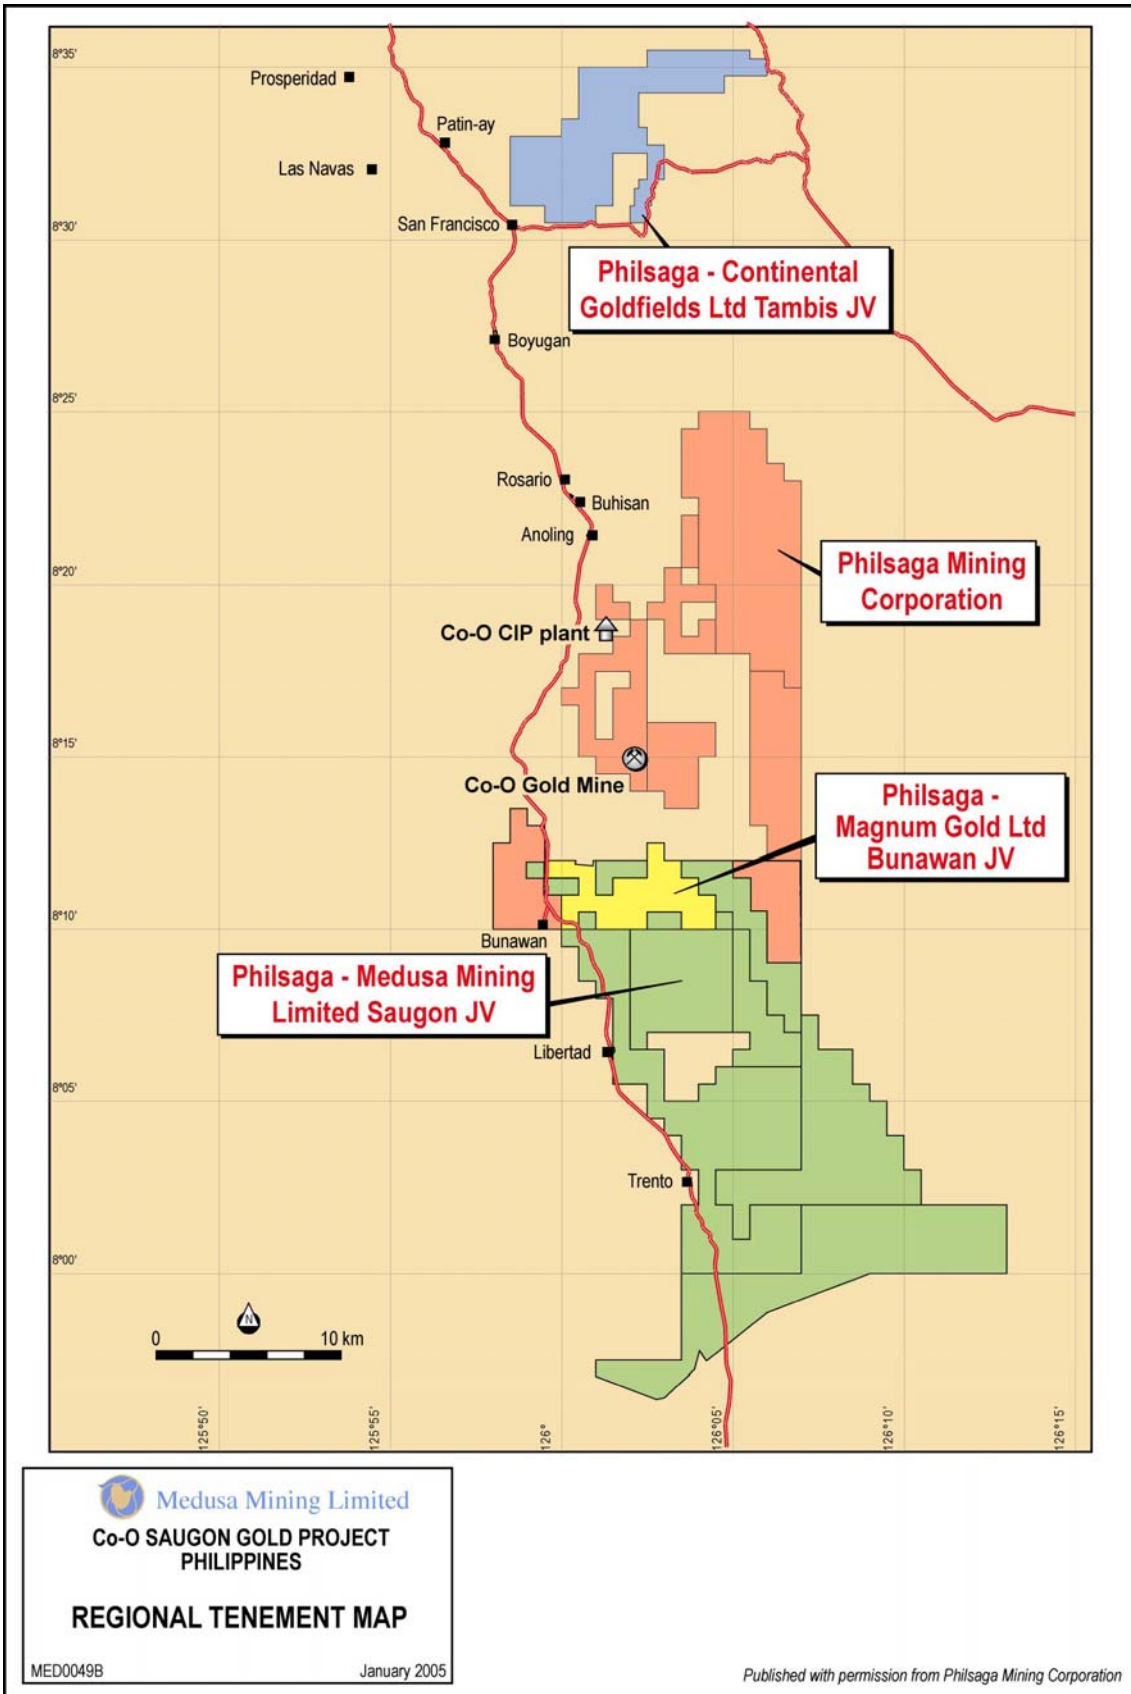 8°35'
Prosperidad
Patin-ay
Las Navas
San Francisco
8°30'
Philsaga - Continental
Goldfields Ltd Tambis JV
Boyugan
8°25'
Rosario
Buhisan
Anoling
Philsaga Mining
Corporation
8°20'
Co-O CIP plant
8°15'
Co-O Gold Mine
Philsaga -
Magnum Gold Ltd
Bunawan JV
8°10'
Bunawan
Philsaga - Medusa Mining
Limited Saugon JV
Libertad
8°05'
Trento
8°00'
N
0 10 km
125°50'
125°55'
126°
126°05'
126°10'
126°15'
Medusa Mining Limited
Co-O SAUGON GOLD PROJECT
PHILIPPINES
REGIONAL TENEMENT MAP
MED0049B January 2005
Published with permission from Philsaga Mining Corporation